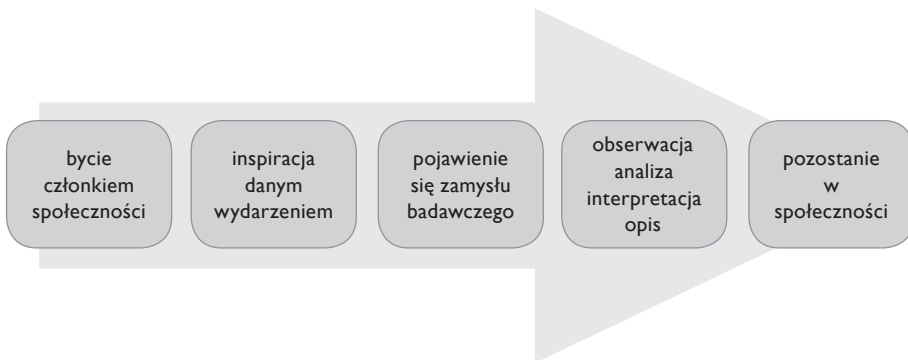 bycie
członkiem
społeczności
inspiracja
danym
wydarzeniem
pojawienie
się zamysłu
badawczego
obserwacja
analiza
interpretacja
opis
pozostanie
w
społeczności